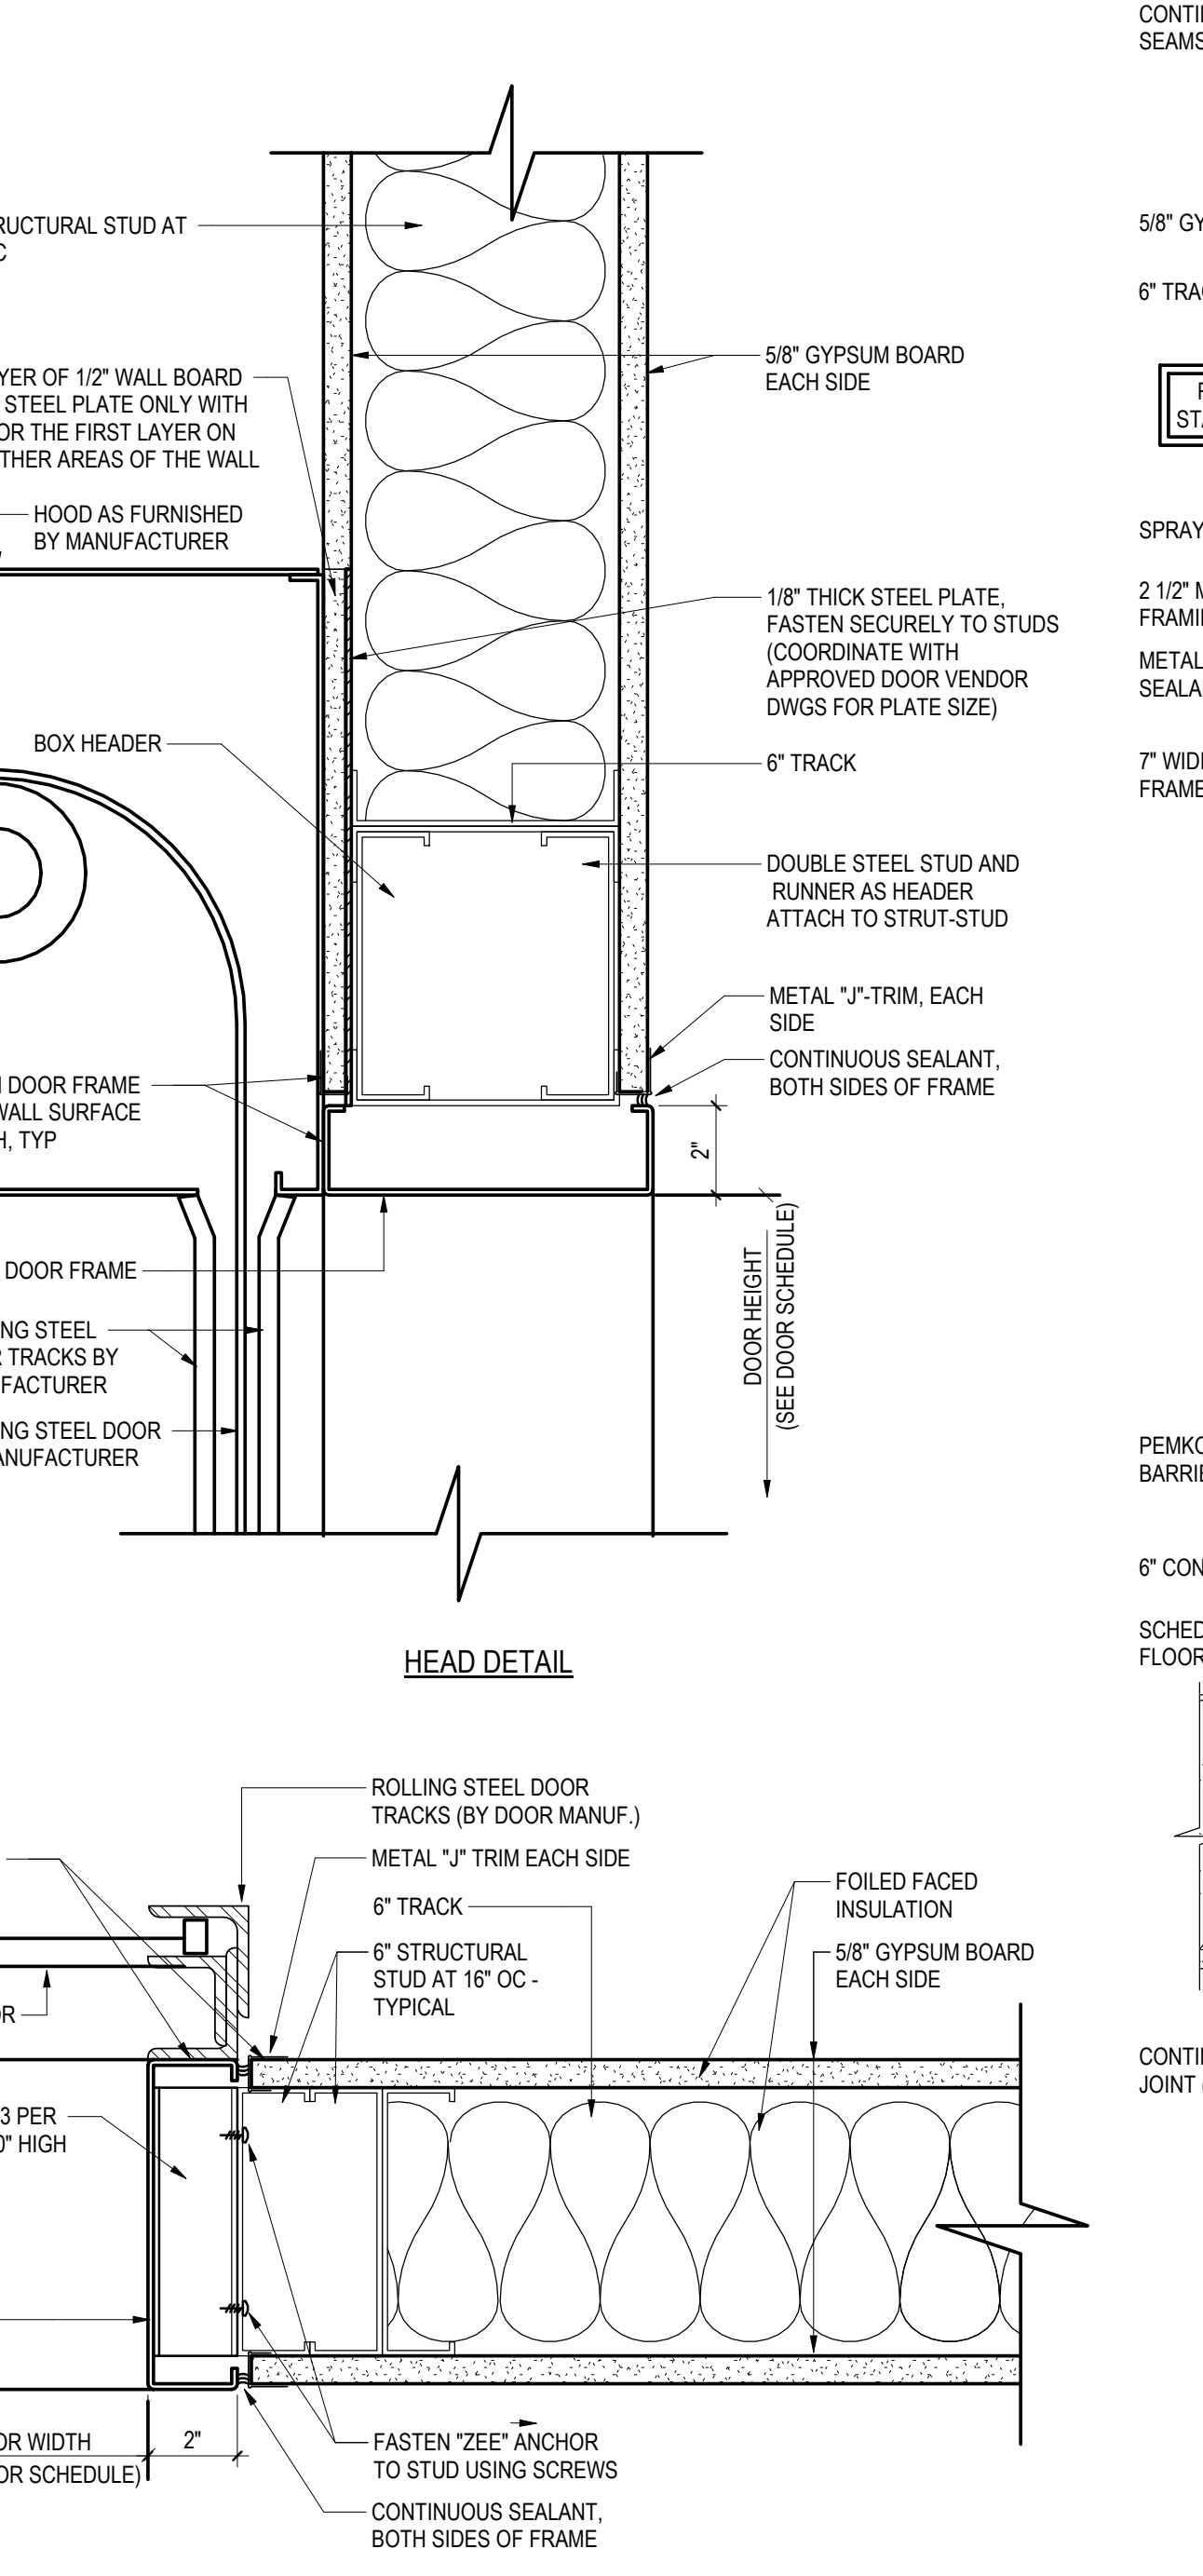 RUCTURAL STUD AT
C
YER OF 1/2" WALL BOARD
STEEL PLATE ONLY WITH
OR THE FIRST LAYER ON
THER AREAS OF THE WALL
HOOD AS FURNISHED
BY MANUFACTURER
BOX HEADER
DOOR FRAME
WALL SURFACE
H, TYP
DOOR FRAME
NG STEEL
R TRACKS BY
FACTURER
NG STEEL DOOR
ANUFACTURER
5/8" GYPSUM BOARD
EACH SIDE
1/8" THICK STEEL PLATE,
FASTEN SECURELY TO STUDS
(COORDINATE WITH
APPROVED DOOR VENDOR
DWGS FOR PLATE SIZE)
6" TRACK
DOUBLE STEEL STUD AND
RUNNER AS HEADER
ATTACH TO STRUT-STUD
METAL "J"-TRIM, EACH
SIDE
CONTINUOUS SEALANT,
BOTH SIDES OF FRAME
2"
DOOR HEIGHT
(SEE DOOR SCHEDULE)
HEAD DETAIL
ROLLING STEEL DOOR
TRACKS (BY DOOR MANUF.)
METAL "J" TRIM EACH SIDE
6" TRACK
6" STRUCTURAL
STUD AT 16" OC -
TYPICAL
FOILED FACED
INSULATION
5/8" GYPSUM BOARD
EACH SIDE
OR
3 PER
0" HIGH
OR WIDTH
OR SCHEDULE)
2"
FASTEN "ZEE" ANCHOR
TO STUD USING SCREWS
CONTINUOUS SEALANT,
BOTH SIDES OF FRAME
CONTI
SEAMS
5/8" GY
6" TRA
F
STA
SPRAY
2 1/2" M
FRAMI
METAL
SEALA
7" WID
FRAME
PEMKO
BARRIE
6" CON
SCHED
FLOOR
CONTI
JOINT